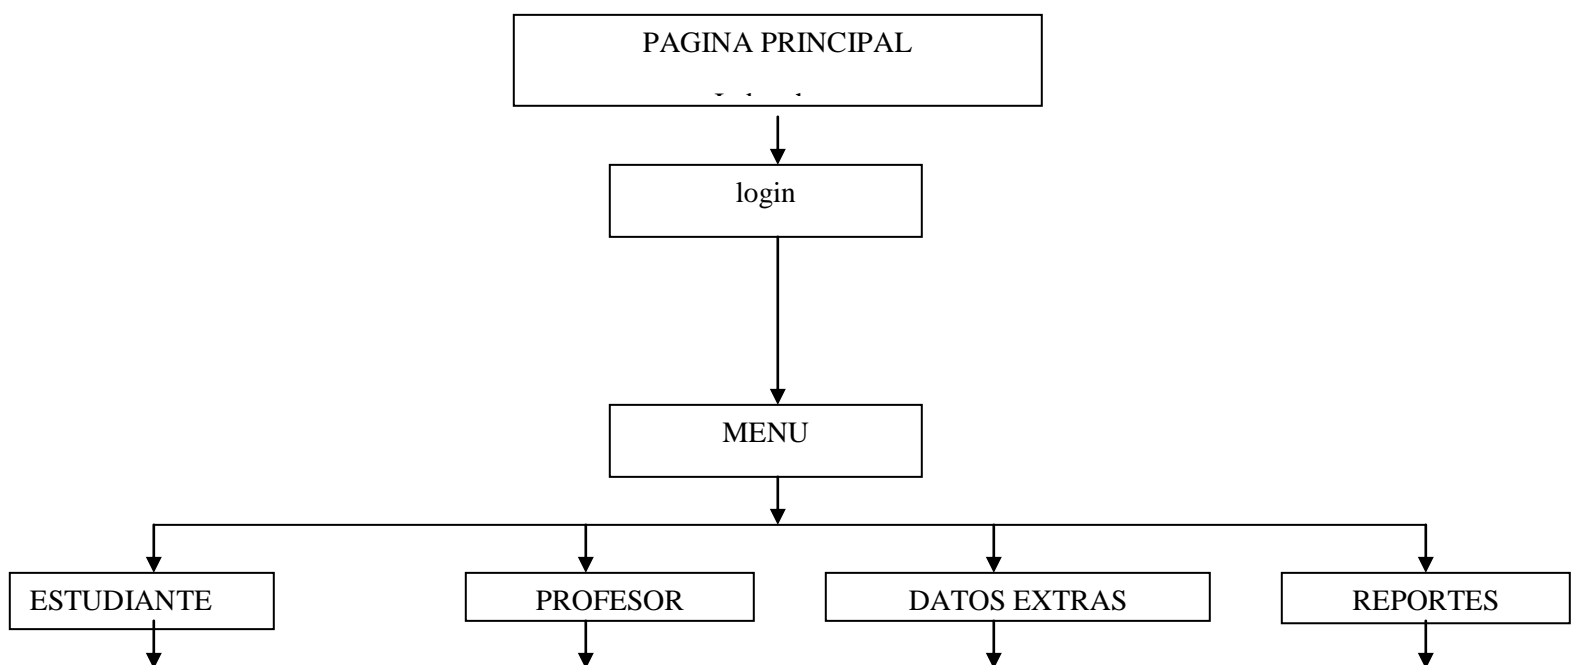 PAGINA PRINCIPAL
login
MENU
ESTUDIANTE
PROFESOR
DATOS EXTRAS
REPORTES